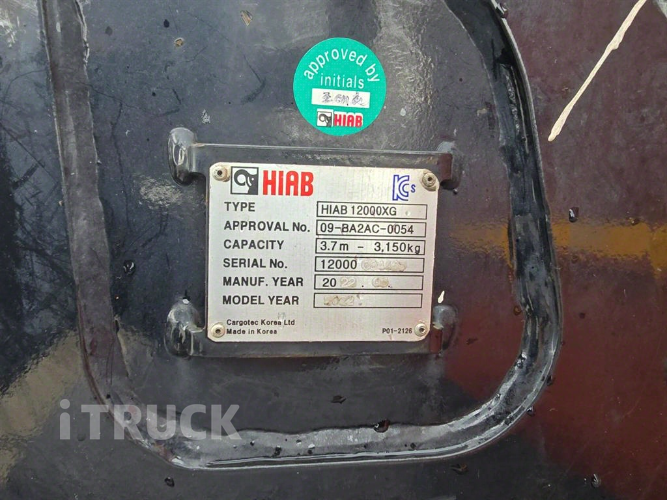 approved by
initials
HIAB
HIAB
KCs
TYPE HIAB 12000XG
APPROVAL No. 09-BA2AC-0054
CAPACITY 3.7m - 3,150kg
SERIAL No. 12000
MANUF. YEAR 20
MODEL YEAR
Cargotec Korea Ltd
Made in Korea P01-2126
iTRUCK